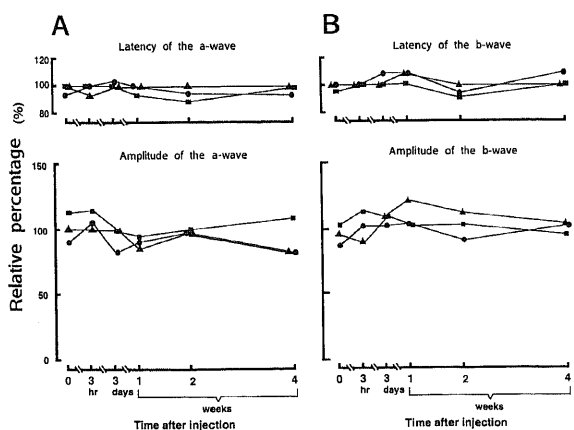 A
B
Latency of the a-wave
Latency of the b-wave
120
100
80
Relative percentage (%)
Amplitude of the a-wave
Amplitude of the b-wave
150
100
50
0
0 3 3 1 2 4
hr days
weeks
Time after injection
0 3 3 1 2 4
hr days
weeks
Time after injection